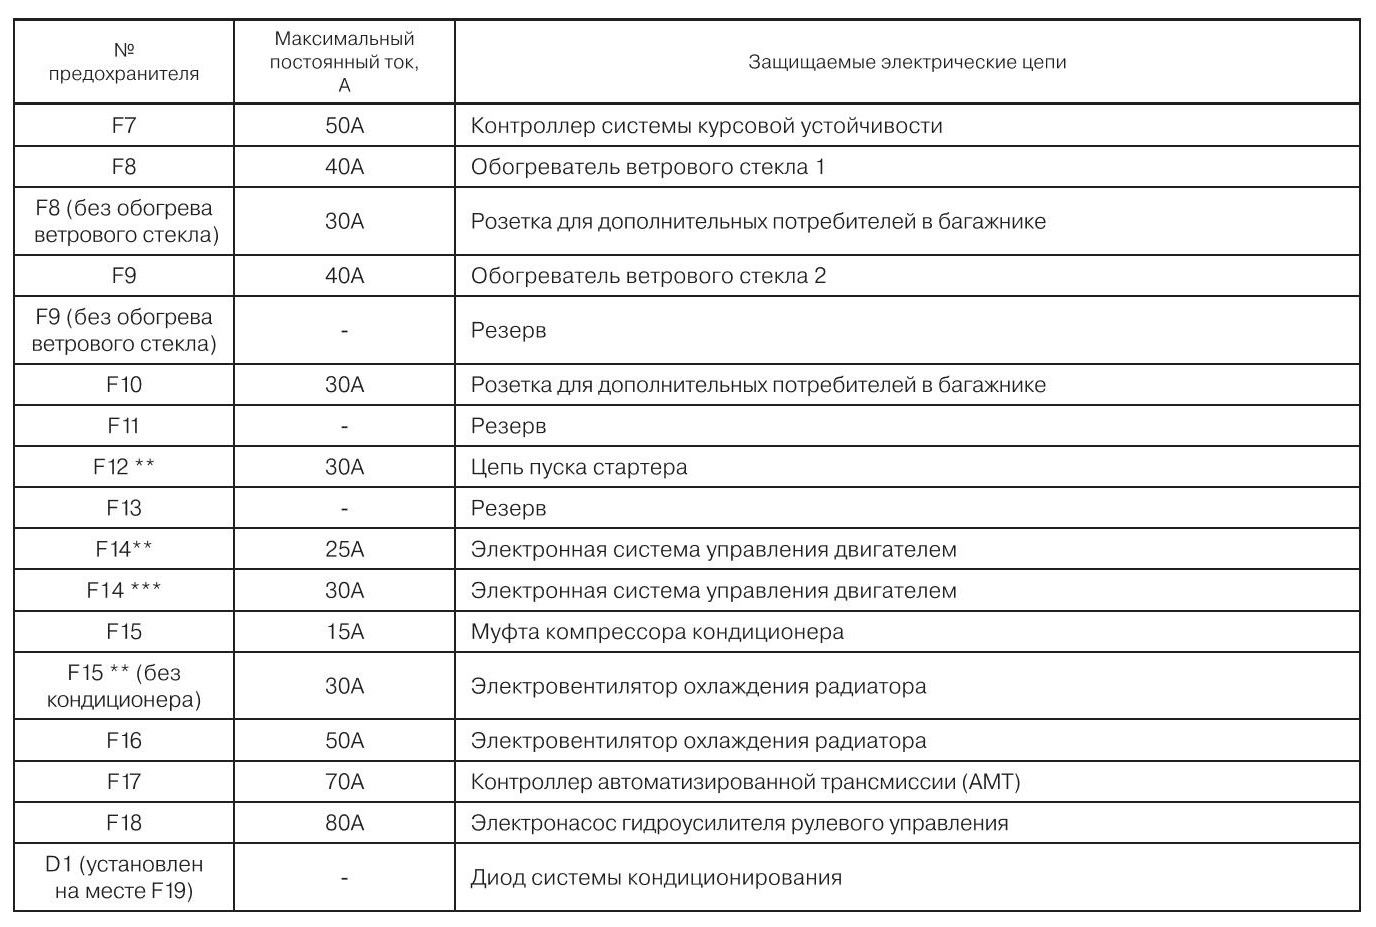 №
предохранителя
Максимальный
постоянный ток,
А
Защищаемые электрические цепи
F7
50А
Контроллер системы курсовой устойчивости
F8
40А
Обогреватель ветрового стекла 1
F8 (без обогрева
ветрового стекла)
30А
Розетка для дополнительных потребителей в багажнике
F9
40А
Обогреватель ветрового стекла 2
F9 (без обогрева
ветрового стекла)
-
Резерв
F10
30А
Розетка для дополнительных потребителей в багажнике
F11
-
Резерв
F12 **
30А
Цепь пуска стартера
F13
-
Резерв
F14**
25А
Электронная система управления двигателем
F14 ***
30А
Электронная система управления двигателем
F15
15А
Муфта компрессора кондиционера
F15 ** (без
кондиционера)
30А
Электровентилятор охлаждения радиатора
F16
50А
Электровентилятор охлаждения радиатора
F17
70А
Контроллер автоматизированной трансмиссии (АМТ)
F18
80А
Электронасос гидроусилителя рулевого управления
D1 (установлен
на месте F19)
-
Диод системы кондиционирования